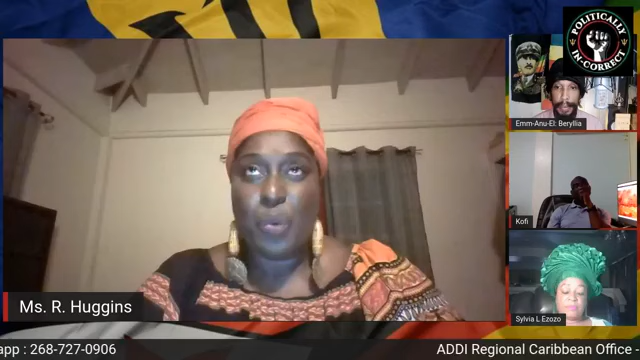 POLITICALLY
IN-CORRECT
Emm-Anu-El: Beryllia
Kofi
Sylvia L Ezozo
Ms. R. Huggins
app : 268-727-0906
ADDI Regional Caribbean Office -